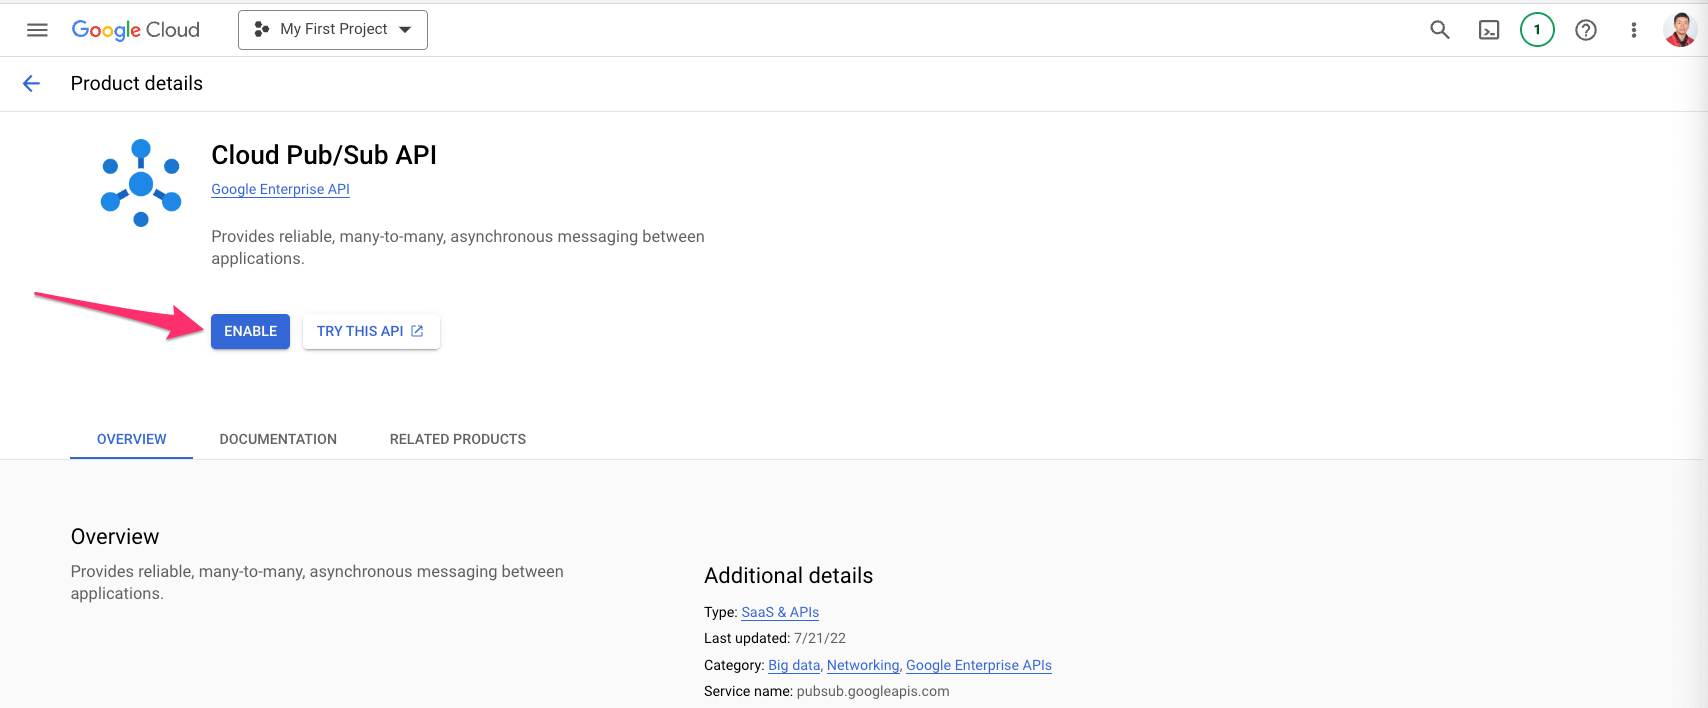 Google Cloud
My First Project
1
Product details
Cloud Pub/Sub API
Google Enterprise API
Provides reliable, many-to-many, asynchronous messaging between
applications.
ENABLE
TRY THIS API
OVERVIEW
DOCUMENTATION
RELATED PRODUCTS
Overview
Provides reliable, many-to-many, asynchronous messaging between
applications.
Additional details
Type: SaaS & APIs
Last updated: 7/21/22
Category: Big data, Networking, Google Enterprise APIs
Service name: pubsub.googleapis.com